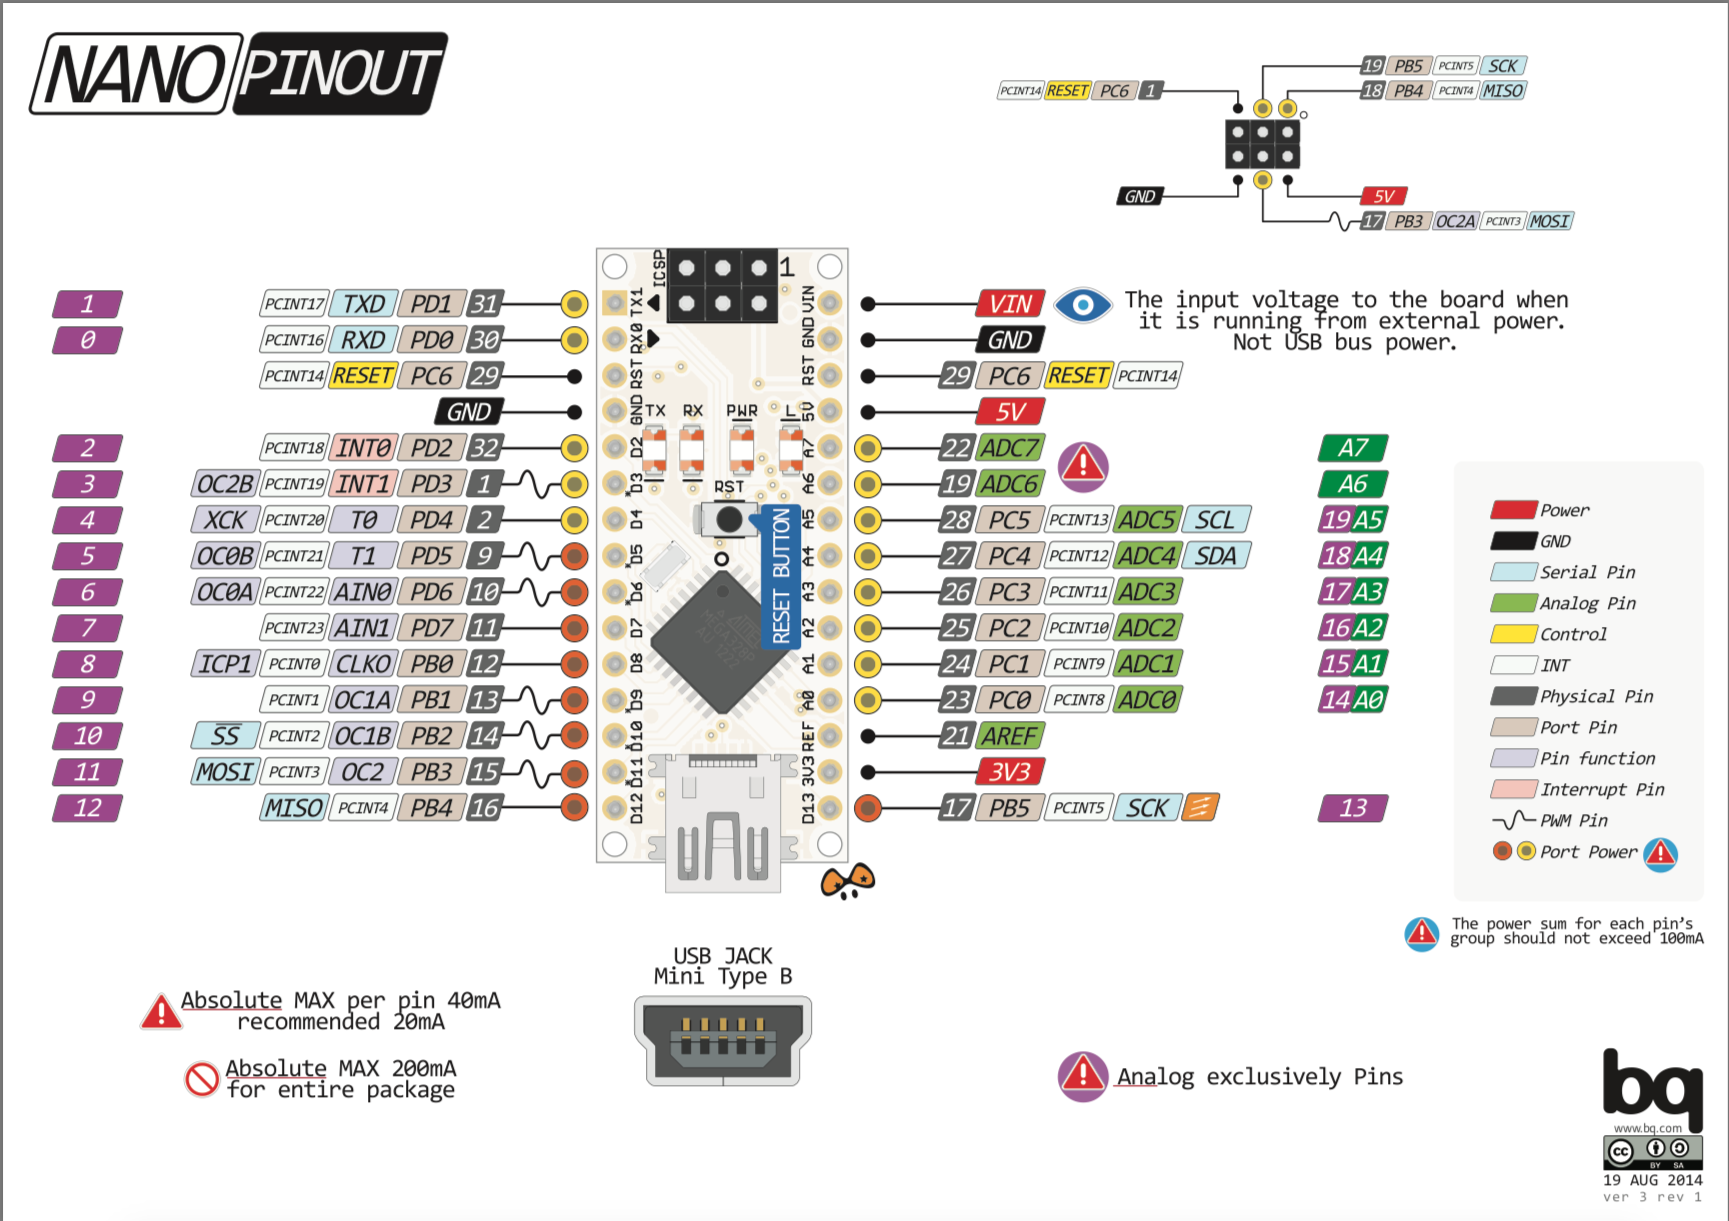 NANO PINOUT
19 PB5 PCINT5 SCK
PCINT14 RESET PC6 1
18 PB4 PCINT4 MISO
GND
5V
17 PB3 OC2A PCINT3 MOSI
1 PCINT17 TXD PD1 31
0 PCINT16 RXD PD0 30
PCINT14 RESET PC6 29
GND
2 PCINT18 INT0 PD2 32
3 OC2B PCINT19 INT1 PD3 1
4 XCK PCINT20 T0 PD4 2
5 OC0B PCINT21 T1 PD5 9
6 OC0A PCINT22 AIN0 PD6 10
7 PCINT23 AIN1 PD7 11
8 ICP1 PCINT0 CLKO PB0 12
9 PCINT1 OC1A PB1 13
10 SS PCINT2 OC1B PB2 14
11 MOSI PCINT3 OC2 PB3 15
12 MISO PCINT4 PB4 16
ICSP
1
TX1
RX0
RST
GND
D2
D3
D4
D5
D6
D7
D8
D9
D10
D11
D12
TX RX PWR L
RST
RESET BUTTON
VIN
GND
RST
5V
A7
A6
A5
A4
A3
A2
A1
A0
REF
3V3
D13
VIN
GND
29 PC6 RESET PCINT14
5V
22 ADC7 A7
19 ADC6 A6
28 PC5 PCINT13 ADC5 SCL 19 A5
27 PC4 PCINT12 ADC4 SDA 18 A4
26 PC3 PCINT11 ADC3 17 A3
25 PC2 PCINT10 ADC2 16 A2
24 PC1 PCINT9 ADC1 15 A1
23 PC0 PCINT8 ADC0 14 A0
21 AREF
3V3
17 PB5 PCINT5 SCK 13
The input voltage to the board when
it is running from external power.
Not USB bus power.
Power
GND
Serial Pin
Analog Pin
Control
INT
Physical Pin
Port Pin
Pin function
Interrupt Pin
PWM Pin
Port Power
The power sum for each pin's
group should not exceed 100mA
USB JACK
Mini Type B
Absolute MAX per pin 40mA
recommended 20mA
Absolute MAX 200mA
for entire package
Analog exclusively Pins
bq
www.bq.com
cc
BY SA
19 AUG 2014
ver 3 rev 1